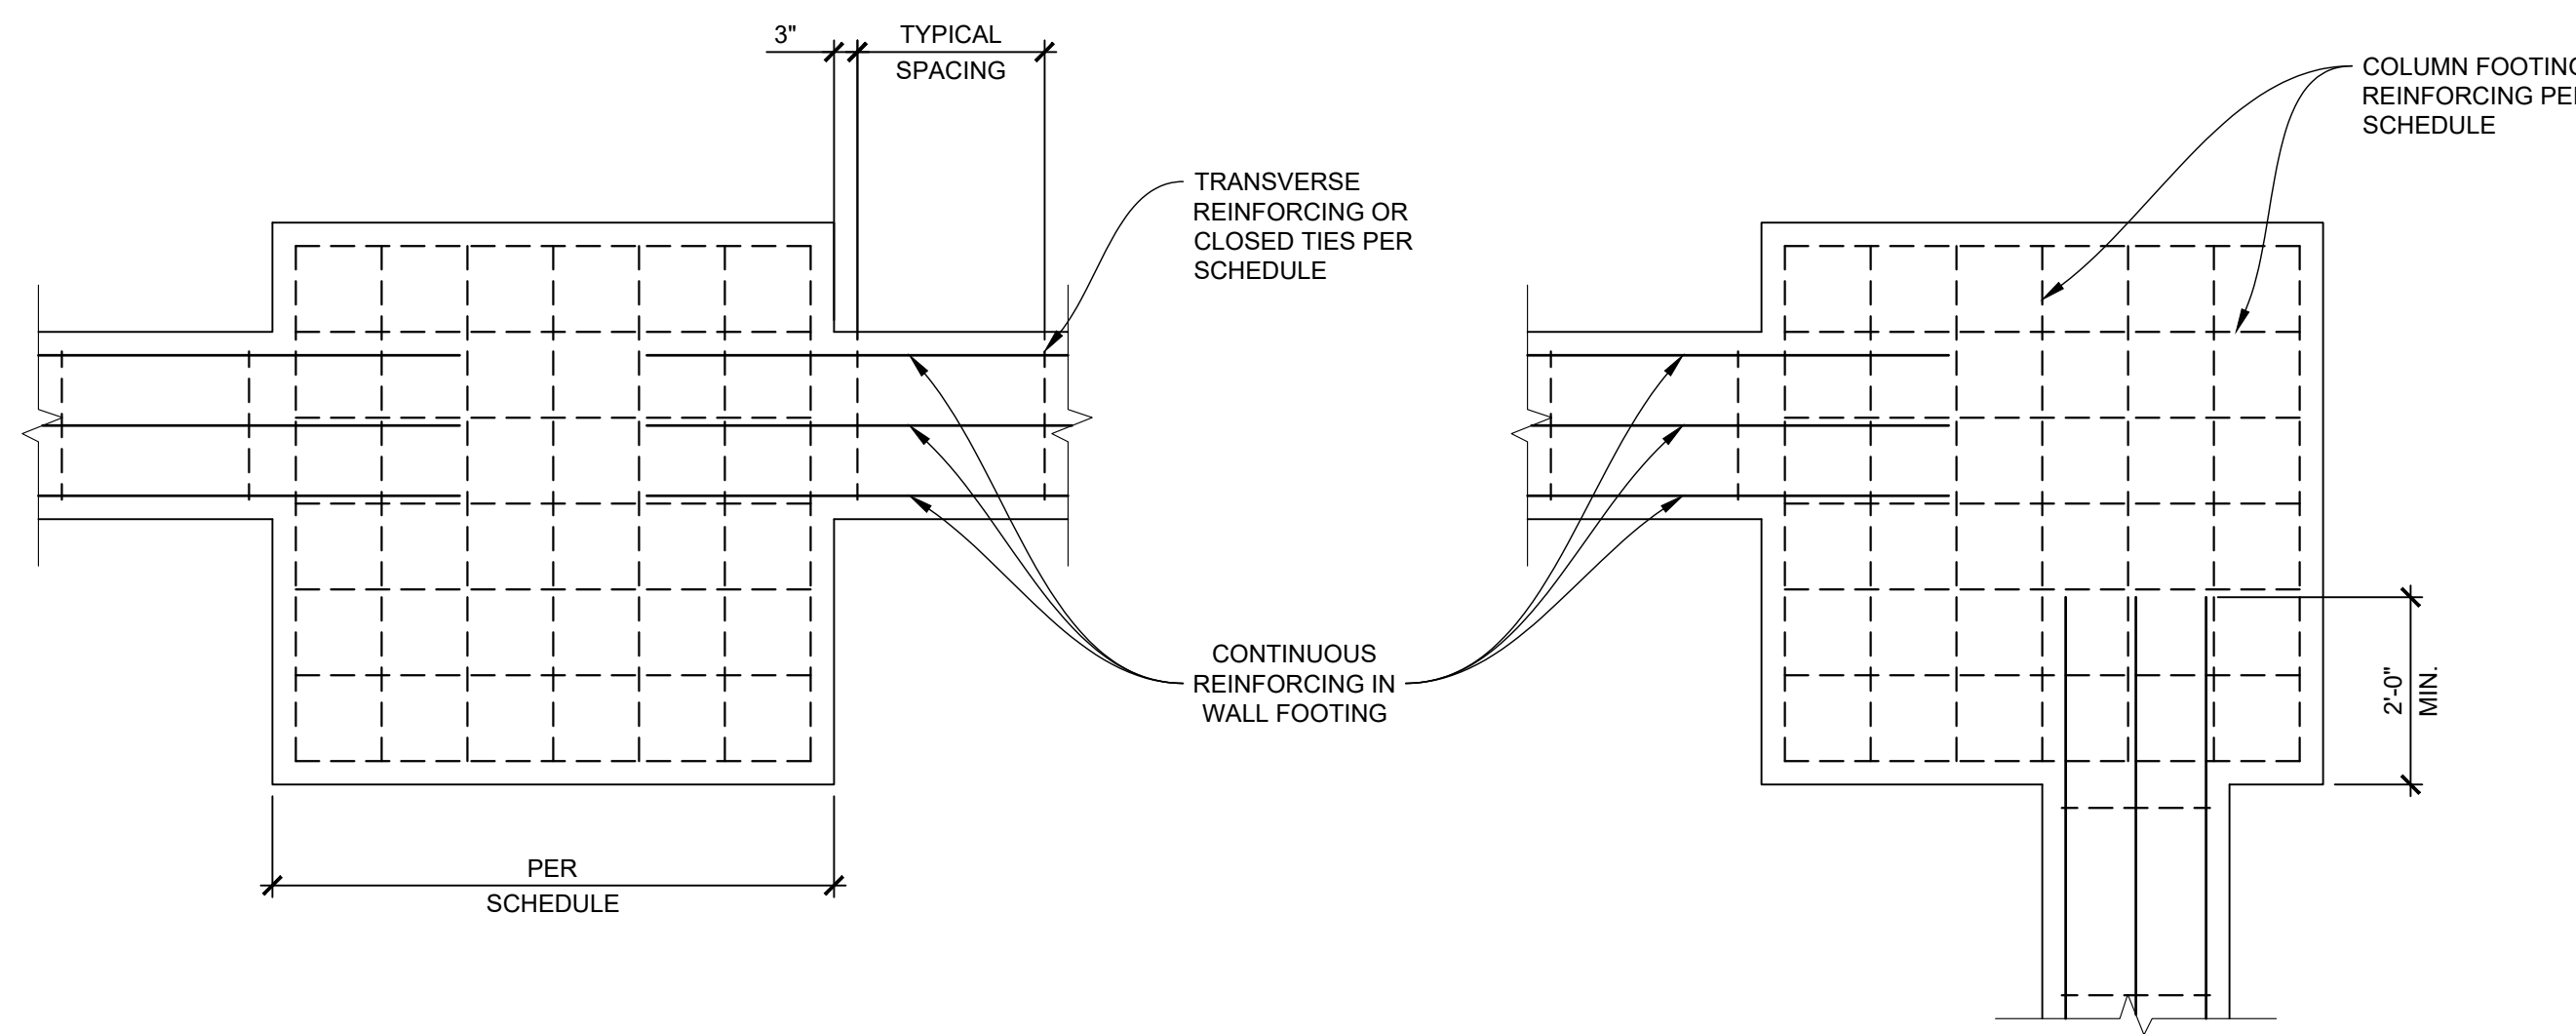 3"
TYPICAL
SPACING
COLUMN FOOTING
REINFORCING PER
SCHEDULE
TRANSVERSE
REINFORCING OR
CLOSED TIES PER
SCHEDULE
CONTINUOUS
REINFORCING IN
WALL FOOTING
2'-0"
MIN.
PER
SCHEDULE